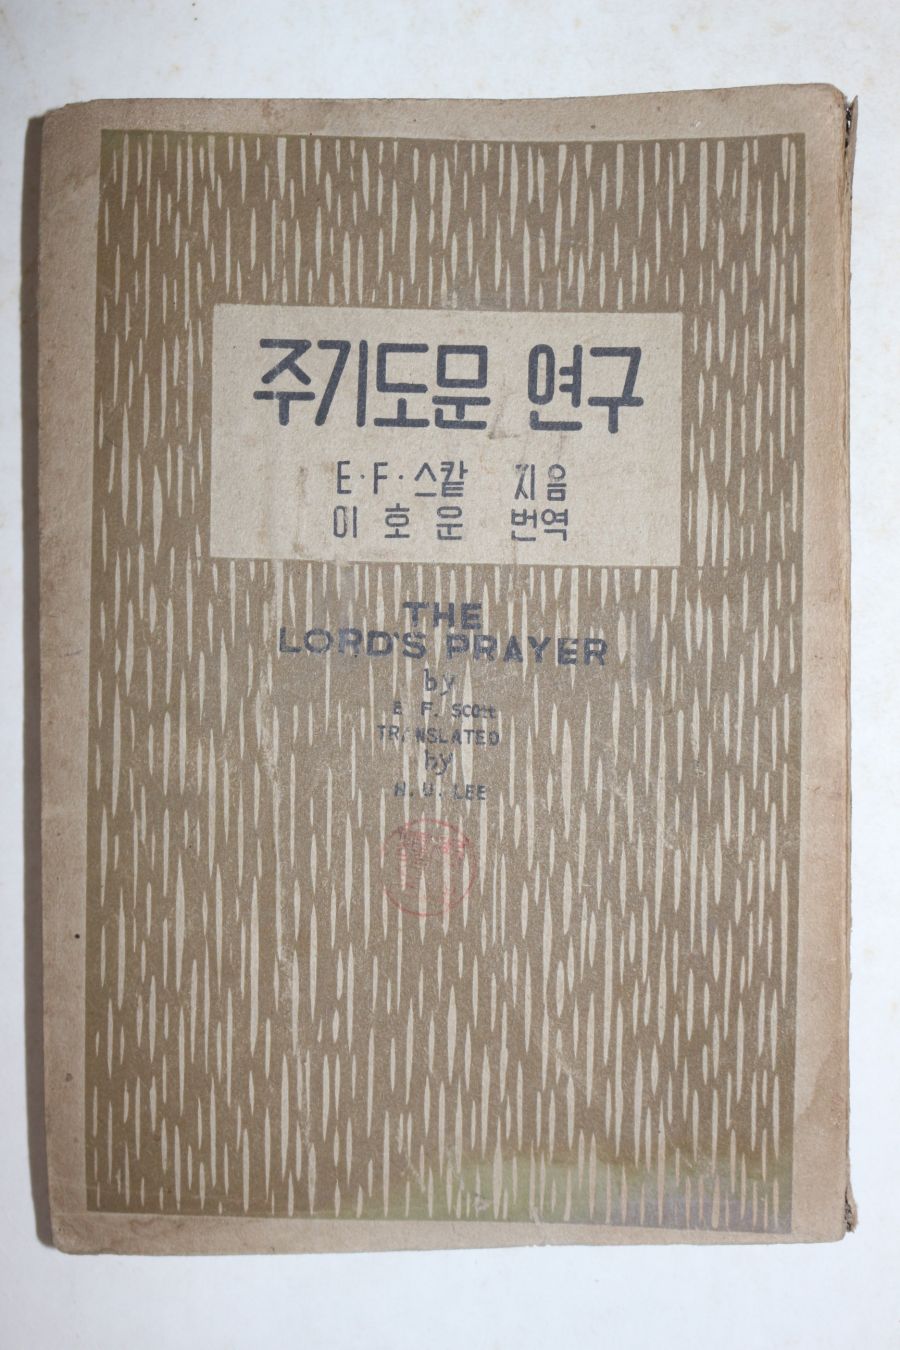 주기도문 연구
E·F·스캍 지음
이호운 번역
THE
LORD'S PRAYER
by
E F. SCOtt
TRANSLATED
by
H. U. LEE